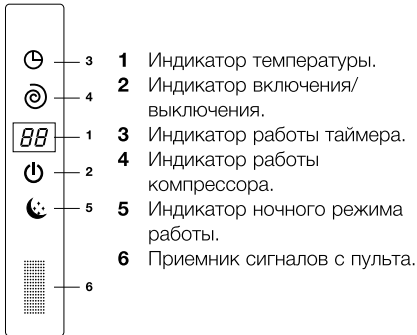 3
4
88
1
2
5
6
1 Индикатор температуры.
2 Индикатор включения/
выключения.
3 Индикатор работы таймера.
4 Индикатор работы
компрессора.
5 Индикатор ночного режима
работы.
6 Приемник сигналов с пульта.